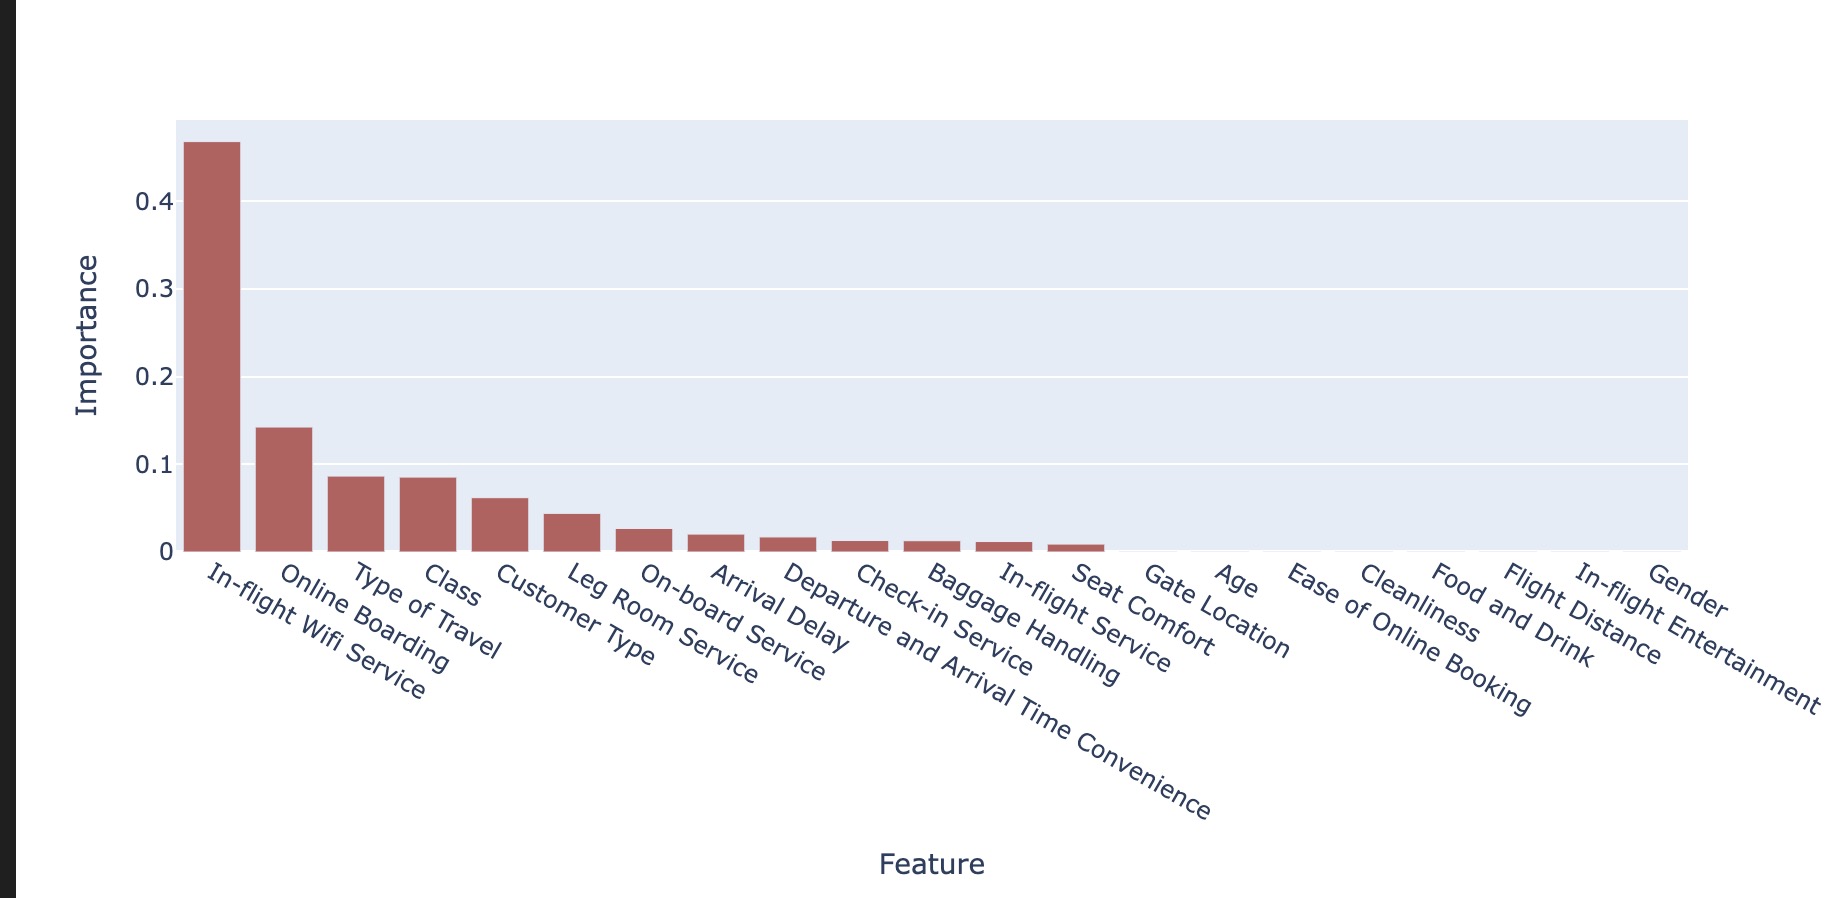 Importance
0.4
0.3
0.2
0.1
0
In-flight Wifi Service
Online Boarding
Type of Travel
Class
Customer Type
Leg Room Service
On-board Service
Arrival Delay
Departure and Arrival Time Convenience
Check-in Service
Baggage Handling
In-flight Service
Seat Comfort
Gate Location
Age
Ease of Online Booking
Cleanliness
Food and Drink
Flight Distance
In-flight Entertainment
Gender
Feature